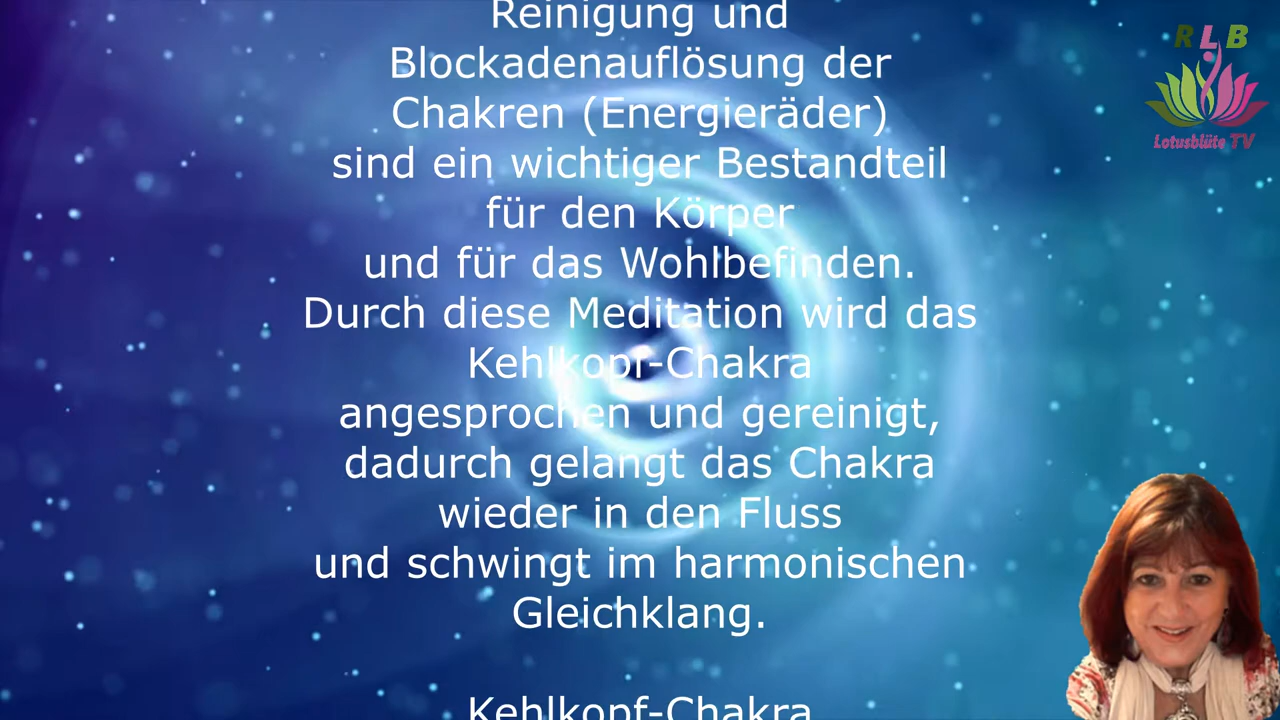 Reinigung und
Blockadenauflösung der
Chakren (Energieräder)
sind ein wichtiger Bestandteil
für den Körper
und für das Wohlbefinden.
Durch diese Meditation wird das
Kehlkopf-Chakra
angesprochen und gereinigt,
dadurch gelangt das Chakra
wieder in den Fluss
und schwingt im harmonischen
Gleichklang.
Kehlkopf-Chakra
RLB
Lotusblüte TV